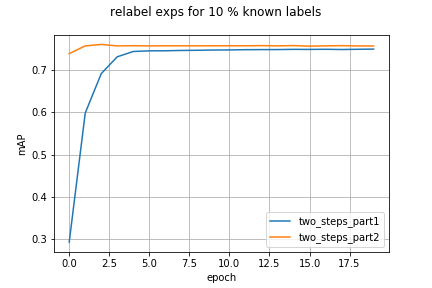 relabel exps for 10 % known labels
mAP
0.7
0.6
0.5
0.4
0.3
two_steps_part1
two_steps_part2
0.0 2.5 5.0 7.5 10.0 12.5 15.0 17.5
epoch